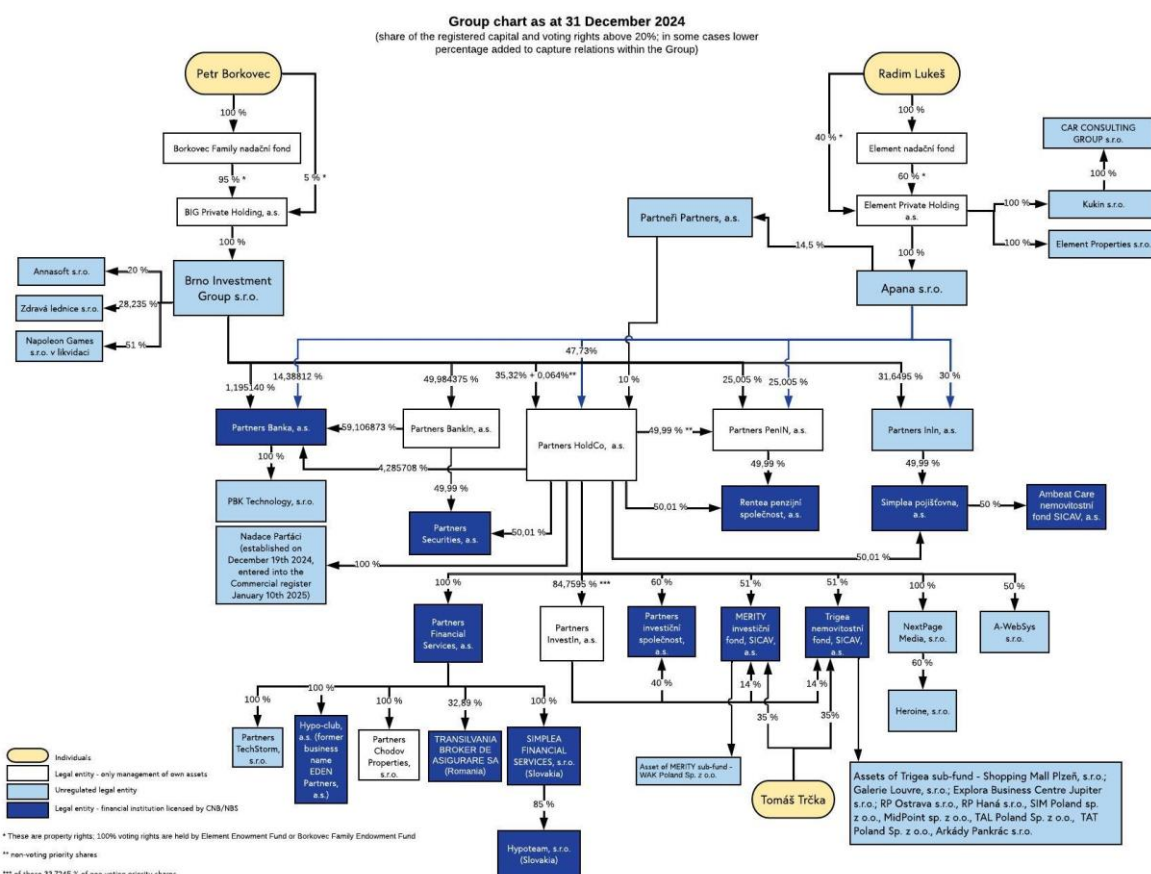 Group chart as at 31 December 2024
(share of the registered capital and voting rights above 20%; in some cases lower
percentage added to capture relations within the Group)
Petr Borkovec
Radim Lukeš
100 %
100 %
CAR CONSULTING
GROUP s.r.o.
40 % *
Borkovec Family nadační fond
Element nadační fond
100 %
95 % *
5 % *
60 % *
BIG Private Holding, a.s.
Partneři Partners, a.s.
Element Private Holding
a.s.
100 %
Kukin s.r.o.
100 %
14,5 %
100 %
100 %
Element Properties s.r.o.
Annasoft s.r.o.
20 %
Brno Investment
Group s.r.o.
Apana s.r.o.
Zdravá lednice s.r.o.
28,235 %
Napoleon Games
s.r.o. v likvidaci
51 %
47,73%
14,38812 %
1,195140 %
49,984375 %
35,32% + 0,064%**
10 %
25,005 %
25,005 %
31,6495 %
30 %
Partners Banka, a.s.
59,106873 %
Partners BankIn, a.s.
Partners HoldCo, a.s.
49,99 % **
Partners PenIN, a.s.
Partners InIn, a.s.
100 %
4,285708 %
49,99 %
49,99 %
49,99 %
PBK Technology, s.r.o.
Partners
Securities, a.s.
50,01 %
50,01 %
Rentea penzijní
společnost, a.s.
Simplea pojišťovna,
a.s.
50 %
Ambeat Care
nemovitostní
fond SICAV, a.s.
Nadace Parťáci
(established on
December 19th 2024,
entered into the
Commercial register
January 10th 2025)
100 %
50,01 %
100 %
84,7595 % ***
60 %
51 %
51 %
100 %
50 %
Partners
Financial
Services, a.s.
Partners
InvestIn, a.s.
Partners
investiční
společnost,
a.s.
MERITY
investiční
fond, SICAV,
a.s.
Trigea
nemovitostní
fond, SICAV,
a.s.
NextPage
Media, s.r.o.
A-WebSys
s.r.o.
60 %
40 %
14 %
14 %
Heroine, s.r.o.
100 %
100 %
100 %
32,89 %
100 %
35 %
35%
Partners
TechStorm,
s.r.o.
Hypo-club,
a.s. (former
business
name
EDEN
Partners,
a.s.)
Partners
Chodov
Properties,
s.r.o.
TRANSILVANIA
BROKER DE
ASIGURARE SA
(Romania)
SIMPLEA
FINANCIAL
SERVICES, s.r.o.
(Slovakia)
Asset of MERITY sub-fund -
WAK Poland Sp. z o.o.
Tomáš Trčka
Assets of Trigea sub-fund - Shopping Mall Plzeň, s.r.o.;
Galerie Louvre, s.r.o.; Explora Business Centre Jupiter
s.r.o.; RP Ostrava s.r.o., RP Haná s.r.o., SIM Poland sp.
z o.o., MidPoint sp. z o.o., TAL Poland Sp. z o.o., TAT
Poland Sp. z o.o., Arkády Pankrác s.r.o.
85 %
Hypoteam, s.r.o.
(Slovakia)
Individuals
Legal entity - only management of own assets
Unregulated legal entity
Legal entity - financial institution licensed by CNB/NBS
* These are property rights; 100% voting rights are held by Element Enowment Fund or Borkovec Family Endowment Fund
** non-voting priority shares
*** of those 33,7245 % of non-voting priority shares